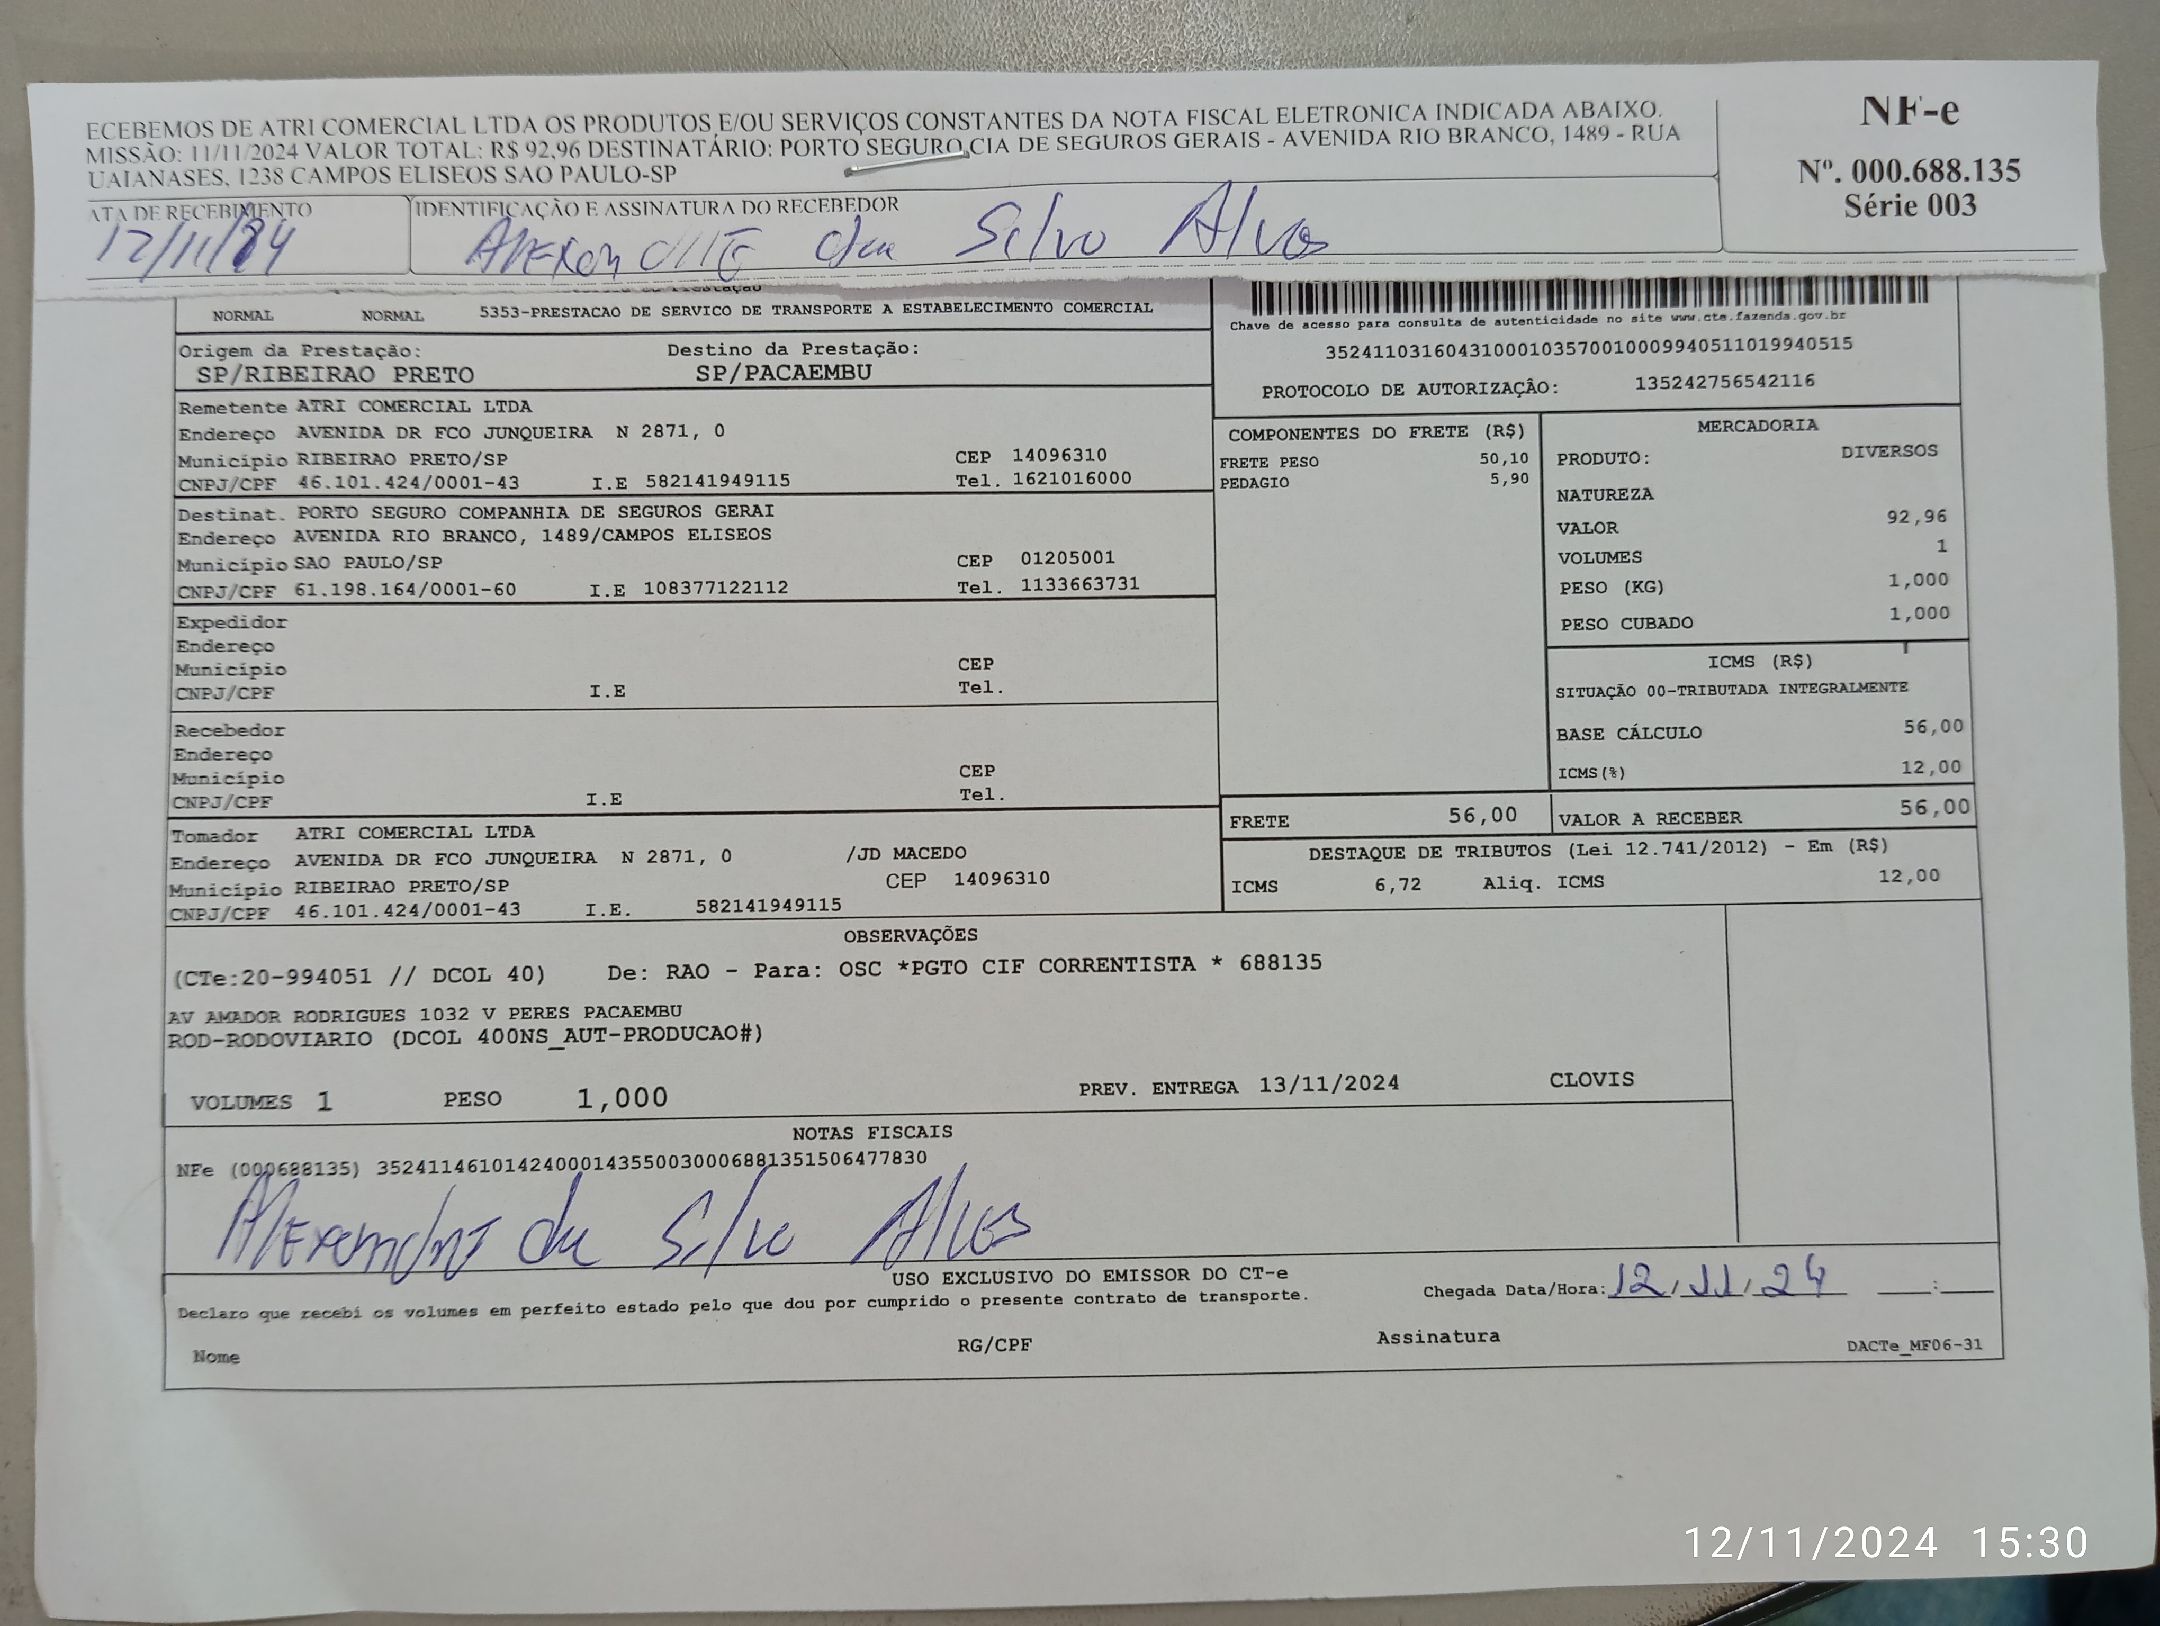 ECEBEMOS DE ATRI COMERCIAL LTDA OS PRODUTOS E/OU SERVIÇOS CONSTANTES DA NOTA FISCAL ELETRONICA INDICADA ABAIXO.
MISSÃO: 11/11/2024 VALOR TOTAL: R$ 92,96 DESTINATÁRIO: PORTO SEGURO CIA DE SEGUROS GERAIS - AVENIDA RIO BRANCO, 1489 - RUA
UAIANASES, 1238 CAMPOS ELISEOS SAO PAULO-SP
NF-e
Nº. 000.688.135
Série 003
ATA DE RECEBIMENTO IDENTIFICAÇÃO E ASSINATURA DO RECEBEDOR
12/11/24 Alexandre da Silva Alves
NORMAL NORMAL 5353-PRESTACAO DE SERVICO DE TRANSPORTE A ESTABELECIMENTO COMERCIAL
Chave de acesso para consulta de autenticidade no site www.cte.fazenda.gov.br
35241103160431000103570010009940511019940515
PROTOCOLO DE AUTORIZAÇÃO: 135242756542116
Origem da Prestação: Destino da Prestação:
SP/RIBEIRAO PRETO SP/PACAEMBU
Remetente ATRI COMERCIAL LTDA
Endereço AVENIDA DR FCO JUNQUEIRA N 2871, 0
Município RIBEIRAO PRETO/SP CEP 14096310
CNPJ/CPF 46.101.424/0001-43 I.E 582141949115 Tel. 1621016000
Destinat. PORTO SEGURO COMPANHIA DE SEGUROS GERAI
Endereço AVENIDA RIO BRANCO, 1489/CAMPOS ELISEOS
Município SAO PAULO/SP CEP 01205001
CNPJ/CPF 61.198.164/0001-60 I.E 108377122112 Tel. 1133663731
Expedidor
Endereço
Município CEP
CNPJ/CPF I.E Tel.
Recebedor
Endereço
Município CEP
CNPJ/CPF I.E Tel.
Tomador ATRI COMERCIAL LTDA
Endereço AVENIDA DR FCO JUNQUEIRA N 2871, 0 /JD MACEDO
Município RIBEIRAO PRETO/SP CEP 14096310
CNPJ/CPF 46.101.424/0001-43 I.E. 582141949115
COMPONENTES DO FRETE (R$)
FRETE PESO 50,10
PEDAGIO 5,90
MERCADORIA
PRODUTO: DIVERSOS
NATUREZA
VALOR 92,96
VOLUMES 1
PESO (KG) 1,000
PESO CUBADO 1,000
ICMS (R$)
SITUAÇÃO 00-TRIBUTADA INTEGRALMENTE
BASE CÁLCULO 56,00
ICMS(%) 12,00
FRETE 56,00 VALOR A RECEBER 56,00
DESTAQUE DE TRIBUTOS (Lei 12.741/2012) - Em (R$)
ICMS 6,72 Aliq. ICMS 12,00
OBSERVAÇÕES
(CTe:20-994051 // DCOL 40) De: RAO - Para: OSC *PGTO CIF CORRENTISTA * 688135
AV AMADOR RODRIGUES 1032 V PERES PACAEMBU
ROD-RODOVIARIO (DCOL 400NS_AUT-PRODUCAO#)
VOLUMES 1 PESO 1,000 PREV. ENTREGA 13/11/2024 CLOVIS
NOTAS FISCAIS
NFe (000688135) 35241146101424000143550030006881351506477830
Alexandre da Silva Alves
USO EXCLUSIVO DO EMISSOR DO CT-e
Declaro que recebi os volumes em perfeito estado pelo que dou por cumprido o presente contrato de transporte.
Chegada Data/Hora: 12/11/24 :
Nome RG/CPF Assinatura
DACTe_MF06-31
12/11/2024 15:30